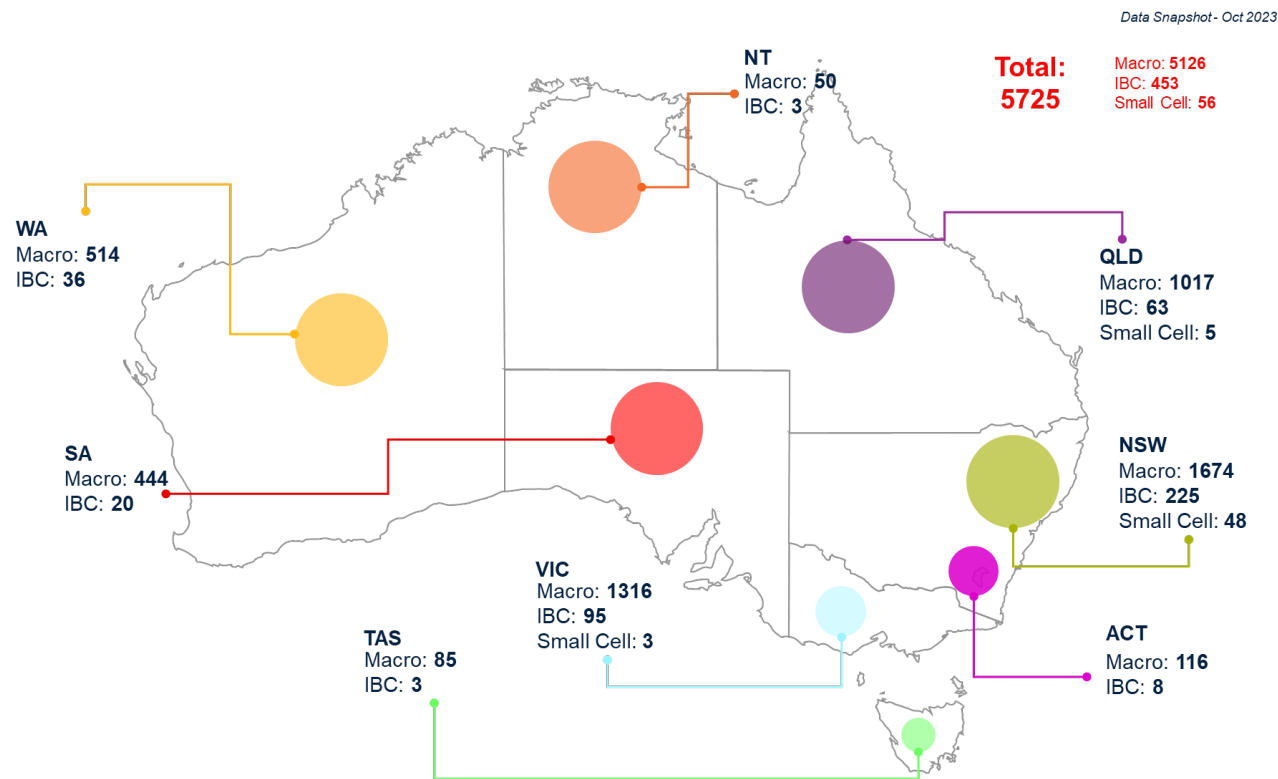 Data Snapshot- Oct 2023
Total:
5725
Macro: 5126
IBC: 453
Small Cell: 56
NT
Macro: 50
IBC: 3
WA
Macro: 514
IBC: 36
QLD
Macro: 1017
IBC: 63
Small Cell: 5
SA
Macro: 444
IBC: 20
NSW
Macro: 1674
IBC: 225
Small Cell: 48
VIC
Macro: 1316
IBC: 95
Small Cell: 3
TAS
Macro: 85
IBC: 3
ACT
Macro: 116
IBC: 8